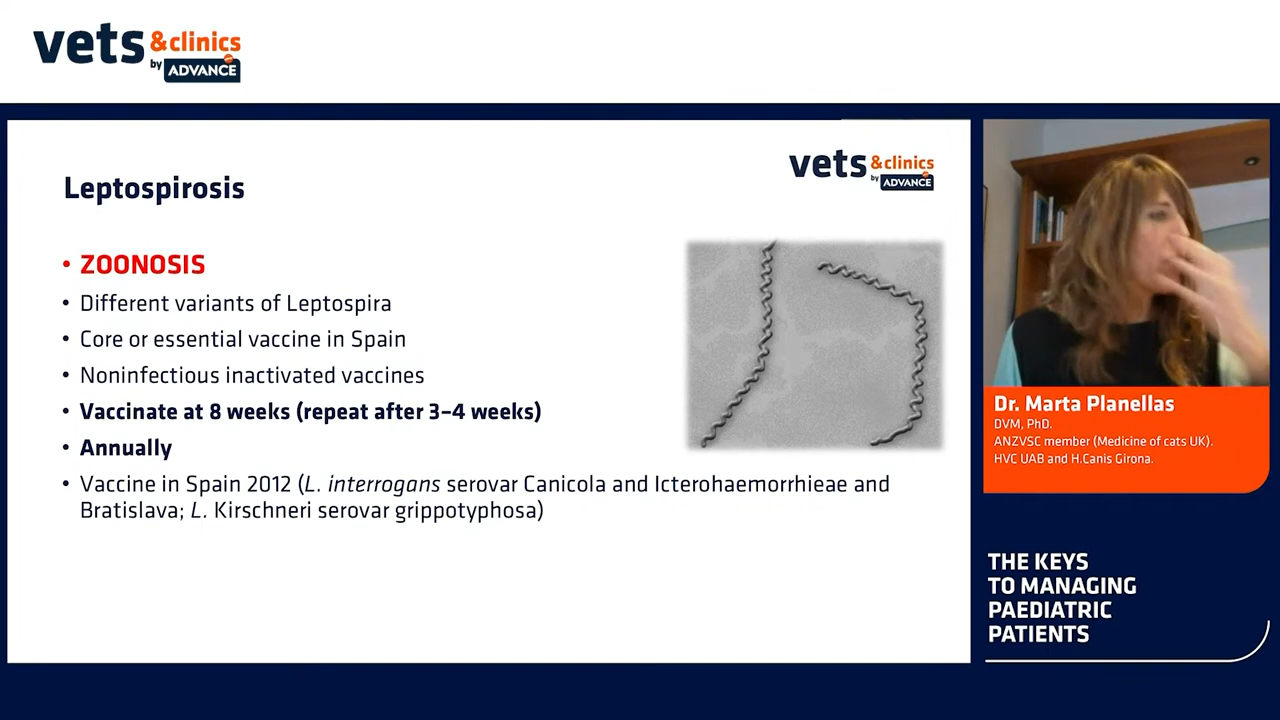 vets &clinics
by ADVANCE
vets &clinics
by ADVANCE
Leptospirosis
• ZOONOSIS
• Different variants of Leptospira
• Core or essential vaccine in Spain
• Noninfectious inactivated vaccines
• Vaccinate at 8 weeks (repeat after 3–4 weeks)
• Annually
• Vaccine in Spain 2012 (L. interrogans serovar Canicola and Icterohaemorrhieae and
Bratislava; L. Kirschneri serovar grippotyphosa)
Dr. Marta Planellas
DVM, PhD.
ANZVSC member (Medicine of cats UK).
HVC UAB and H.Canis Girona.
THE KEYS
TO MANAGING
PAEDIATRIC
PATIENTS